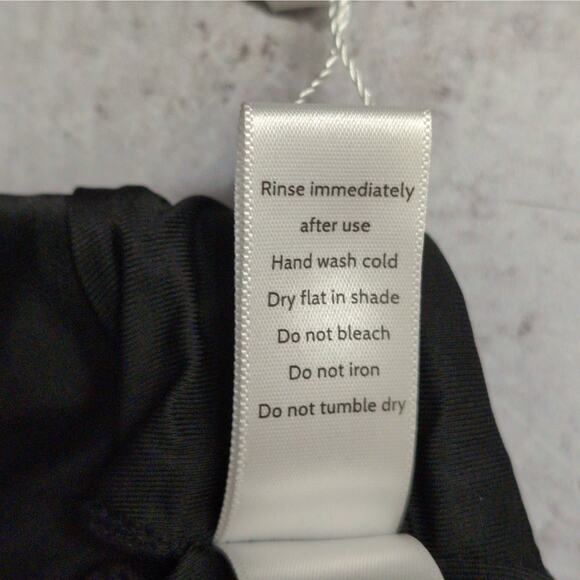 Rinse immediately
after use
Hand wash cold
Dry flat in shade
Do not bleach
Do not iron
Do not tumble dry